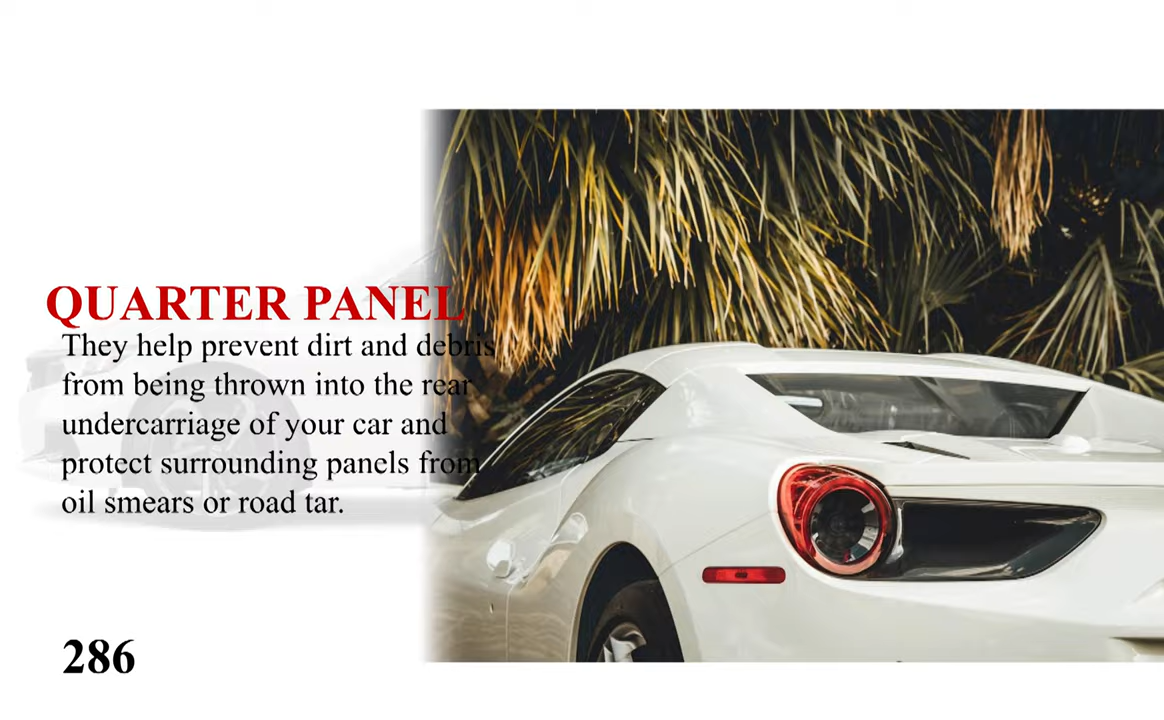 QUARTER PANEL
They help prevent dirt and debris
from being thrown into the rear
undercarriage of your car and
protect surrounding panels from
oil smears or road tar.
286